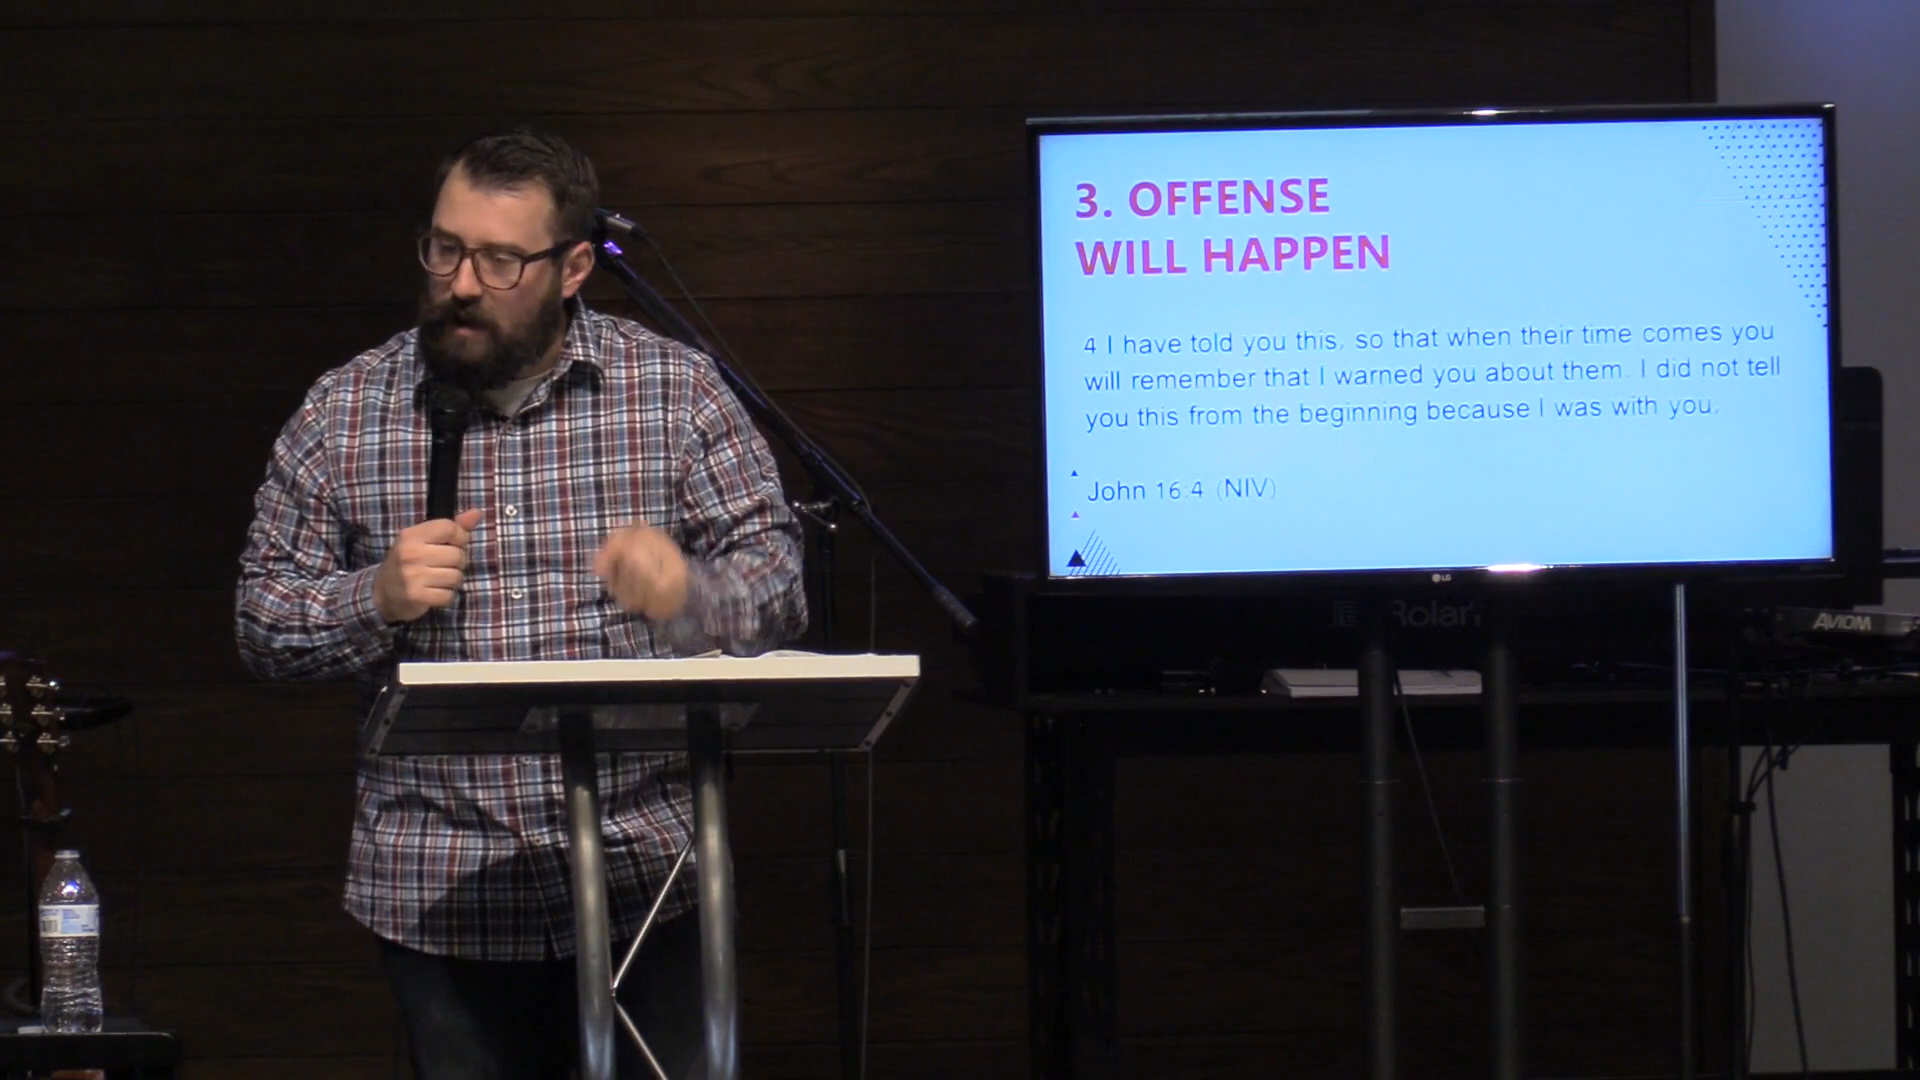 3. OFFENSE
WILL HAPPEN
4 I have told you this, so that when their time comes you
will remember that I warned you about them. I did not tell
you this from the beginning because I was with you,
John 16:4 (NIV)
LG
Roland
AVIOM